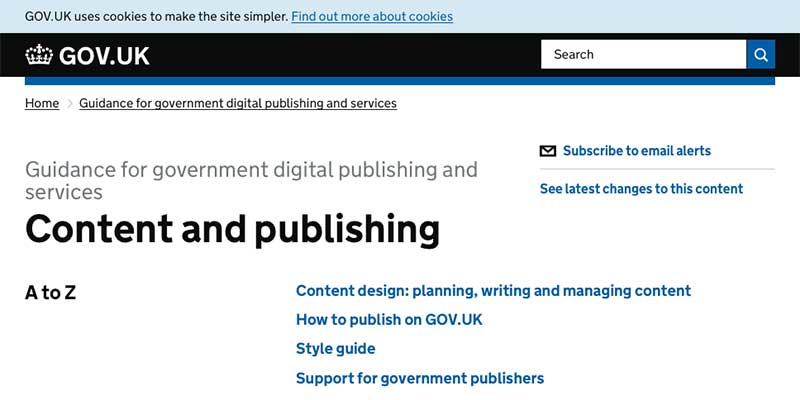 GOV.UK uses cookies to make the site simpler. Find out more about cookies
GOV.UK
Search
Home > Guidance for government digital publishing and services
Subscribe to email alerts
See latest changes to this content
Guidance for government digital publishing and
services
Content and publishing
A to Z
Content design: planning, writing and managing content
How to publish on GOV.UK
Style guide
Support for government publishers